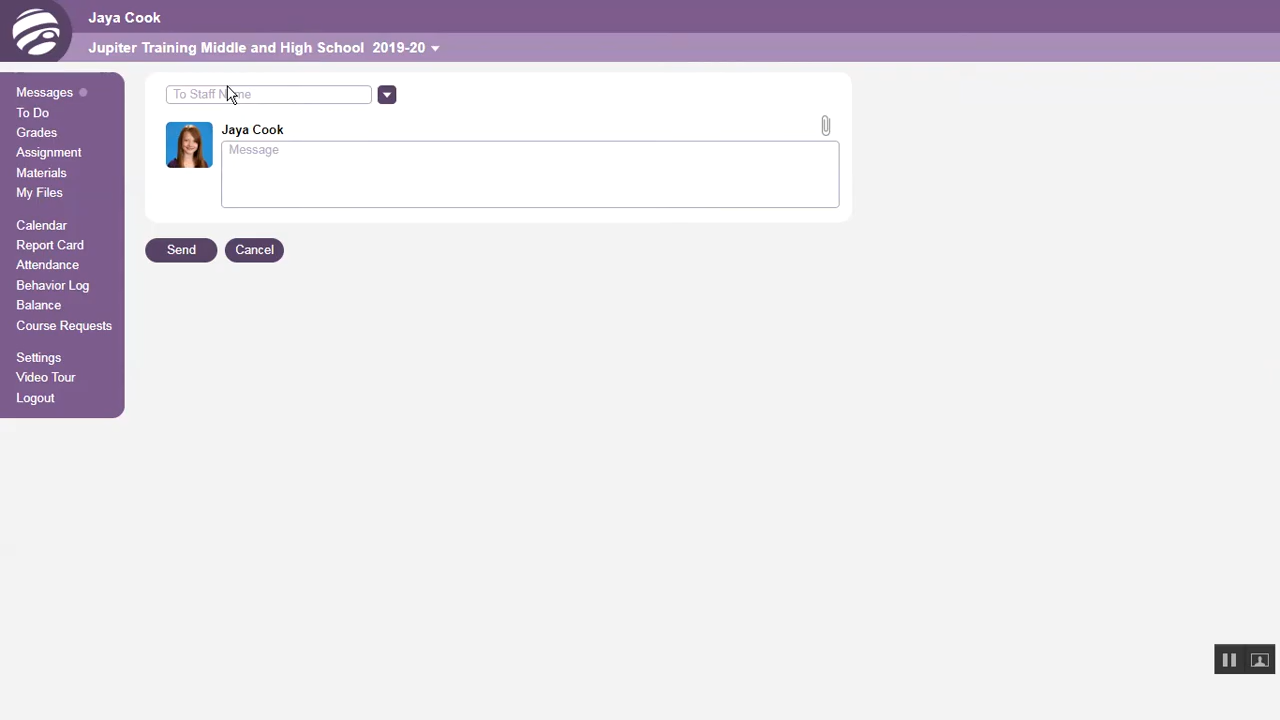 Jaya Cook
Jupiter Training Middle and High School 2019-20
Messages
To Do
Grades
Assignment
Materials
My Files
Calendar
Report Card
Attendance
Behavior Log
Balance
Course Requests
Settings
Video Tour
Logout
To Staff Name
Jaya Cook
Message
Send Cancel